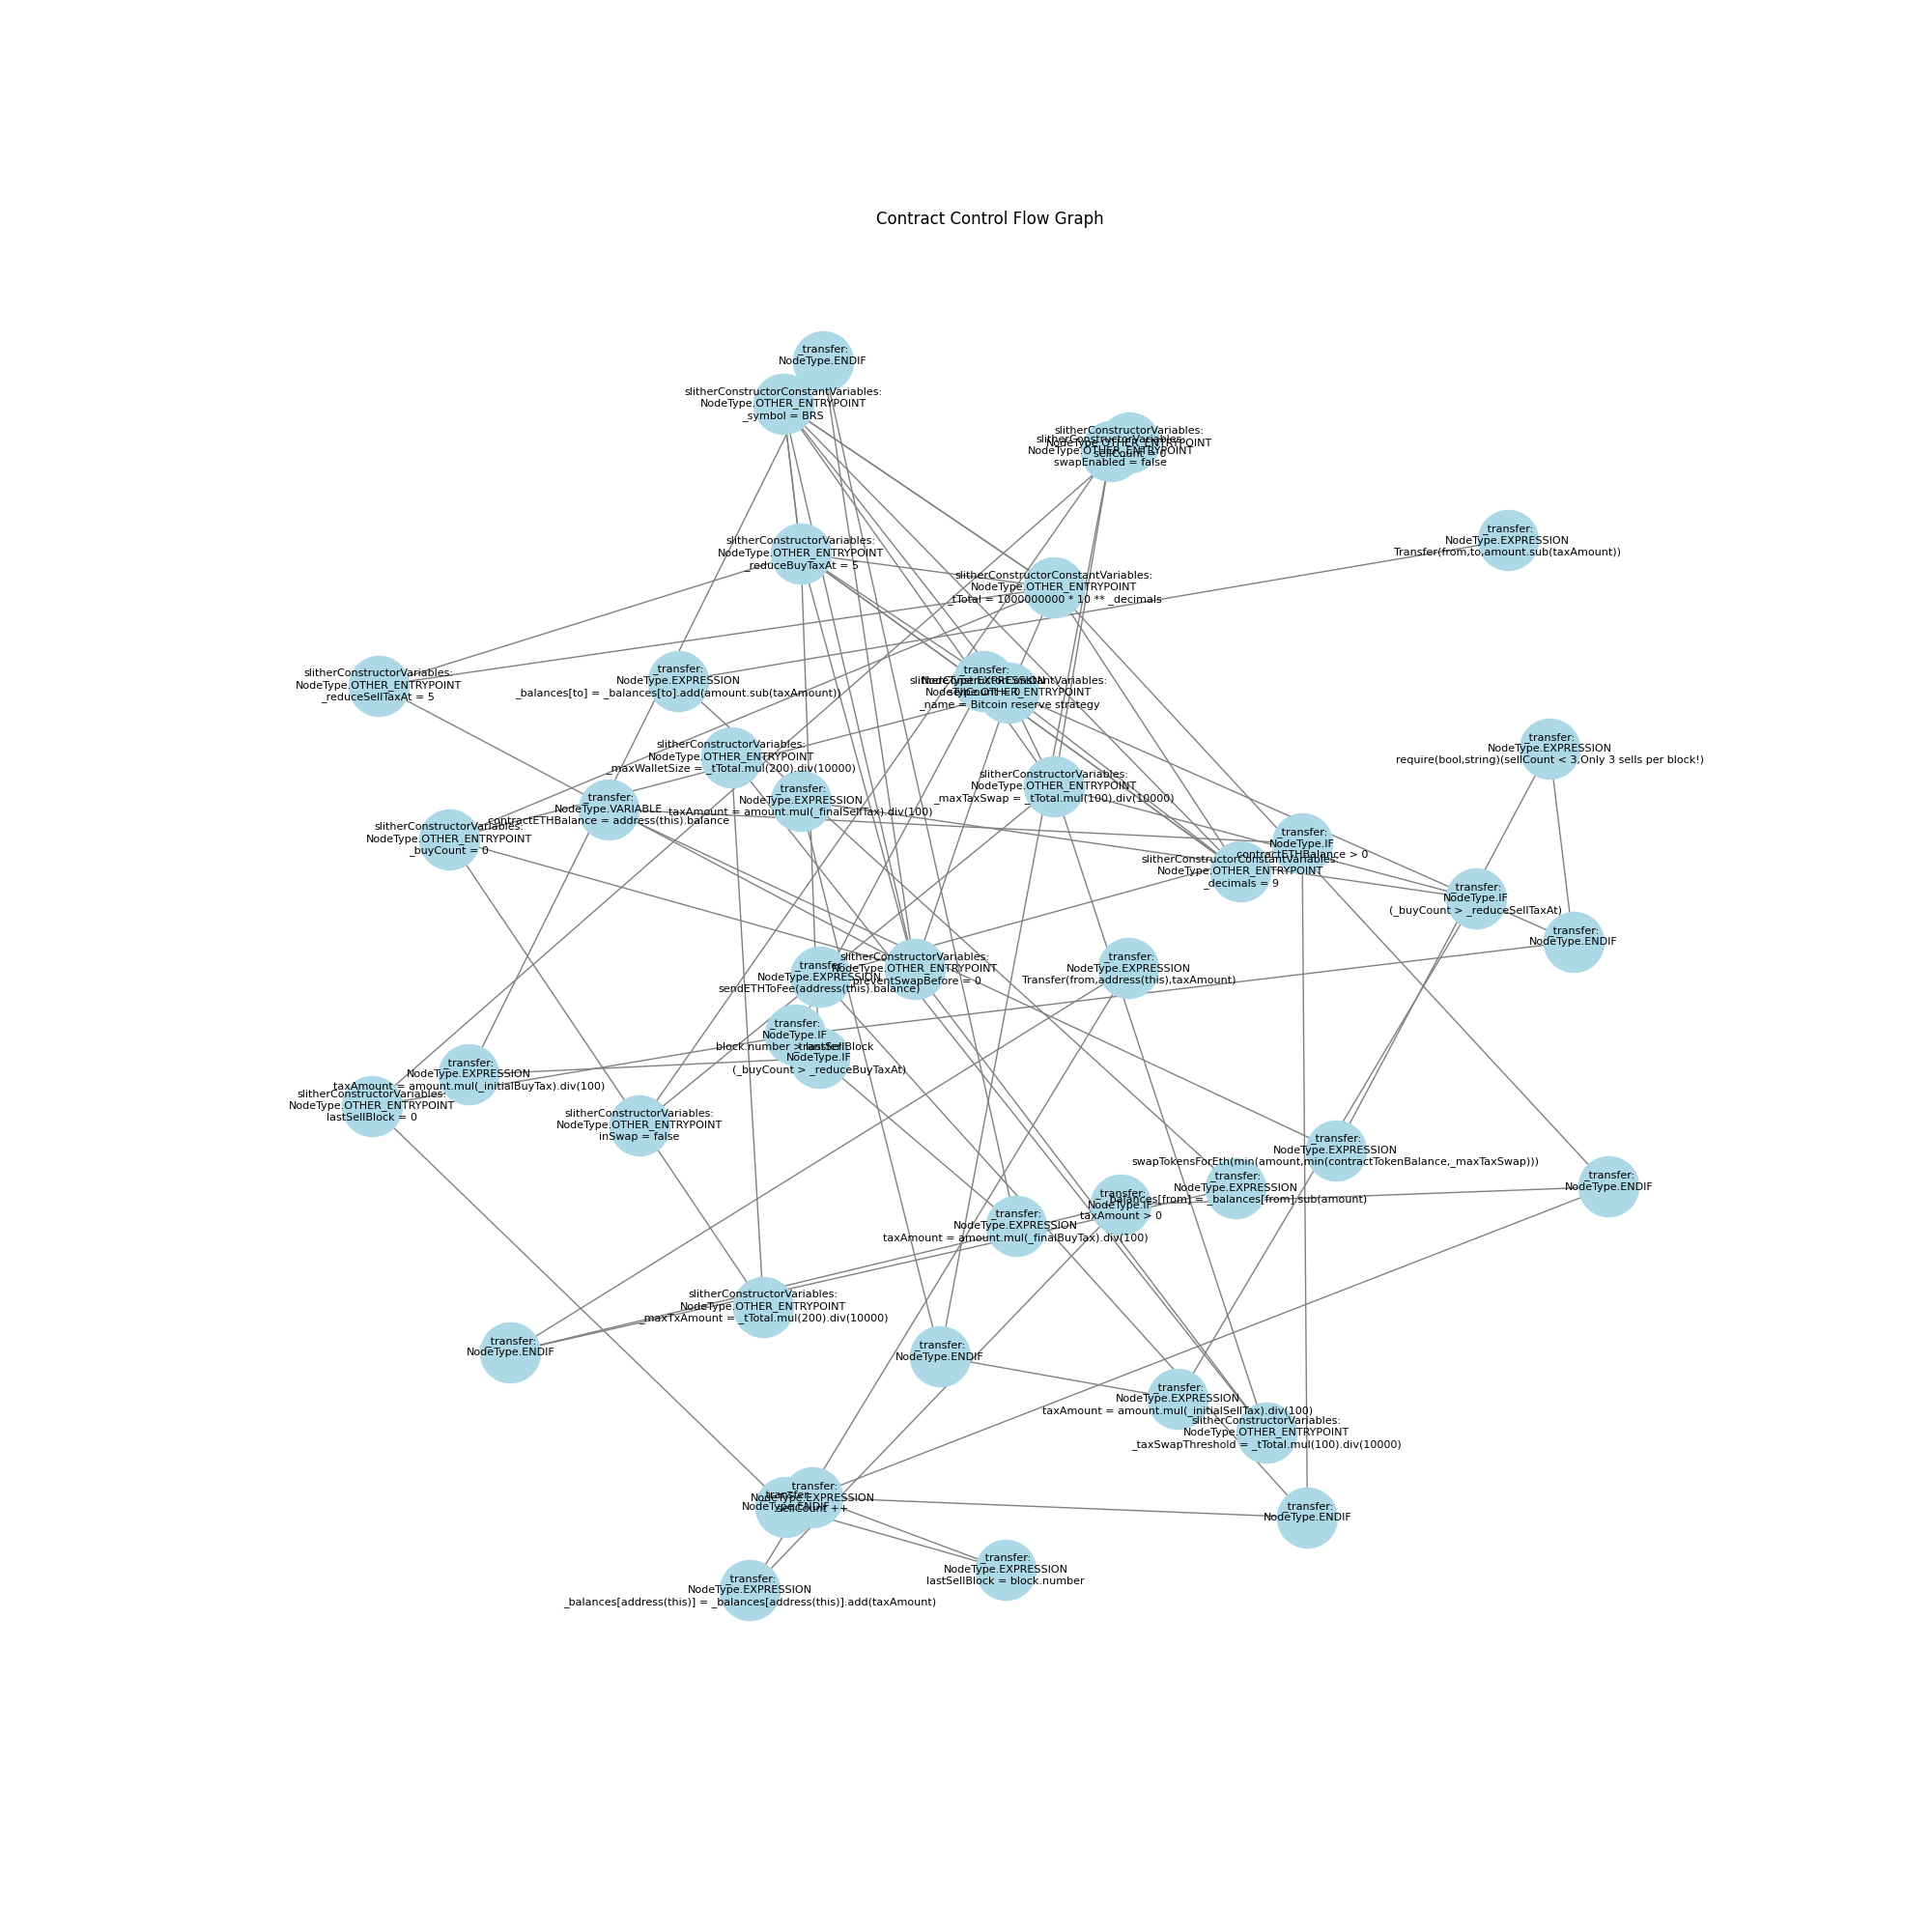 Contract Control Flow Graph
_transfer:
NodeType.ENDIF
slitherConstructorConstantVariables:
NodeType.OTHER_ENTRYPOINT
_symbol = BRS
slitherConstructorVariables:
NodeType.OTHER_ENTRYPOINT
sellCount = 0
slitherConstructorVariables:
NodeType.OTHER_ENTRYPOINT
swapEnabled = false
_transfer:
NodeType.EXPRESSION
Transfer(from,to,amount.sub(taxAmount))
slitherConstructorVariables:
NodeType.OTHER_ENTRYPOINT
_reduceBuyTaxAt = 5
slitherConstructorConstantVariables:
NodeType.OTHER_ENTRYPOINT
_tTotal = 1000000000 * 10 ** _decimals
slitherConstructorVariables:
NodeType.OTHER_ENTRYPOINT
_reduceSellTaxAt = 5
_transfer:
NodeType.EXPRESSION
_balances[to] = _balances[to].add(amount.sub(taxAmount))
_transfer:
NodeType.EXPRESSION
sellCount = 0
slitherConstructorConstantVariables:
NodeType.OTHER_ENTRYPOINT
_name = Bitcoin reserve strategy
_transfer:
NodeType.EXPRESSION
require(bool,string)(sellCount < 3,Only 3 sells per block!)
slitherConstructorVariables:
NodeType.OTHER_ENTRYPOINT
_maxWalletSize = _tTotal.mul(200).div(10000)
slitherConstructorVariables:
NodeType.OTHER_ENTRYPOINT
_maxTaxSwap = _tTotal.mul(100).div(10000)
_transfer:
NodeType.VARIABLE
contractETHBalance = address(this).balance
_transfer:
NodeType.EXPRESSION
taxAmount = amount.mul(_finalSellTax).div(100)
slitherConstructorVariables:
NodeType.OTHER_ENTRYPOINT
_buyCount = 0
_transfer:
NodeType.IF
contractETHBalance > 0
slitherConstructorConstantVariables:
NodeType.OTHER_ENTRYPOINT
_decimals = 9
_transfer:
NodeType.IF
(_buyCount > _reduceSellTaxAt)
_transfer:
NodeType.ENDIF
_transfer:
NodeType.EXPRESSION
sendETHToFee(address(this).balance)
slitherConstructorVariables:
NodeType.OTHER_ENTRYPOINT
preventSwapBefore = 0
_transfer:
NodeType.EXPRESSION
Transfer(from,address(this),taxAmount)
_transfer:
NodeType.IF
block.number > lastSellBlock
_transfer:
NodeType.IF
(_buyCount > _reduceBuyTaxAt)
_transfer:
NodeType.EXPRESSION
taxAmount = amount.mul(_initialBuyTax).div(100)
slitherConstructorVariables:
NodeType.OTHER_ENTRYPOINT
lastSellBlock = 0
slitherConstructorVariables:
NodeType.OTHER_ENTRYPOINT
inSwap = false
_transfer:
NodeType.EXPRESSION
swapTokensForEth(min(amount,min(contractTokenBalance,_maxTaxSwap)))
_transfer:
NodeType.EXPRESSION
_balances[from] = _balances[from].sub(amount)
_transfer:
NodeType.ENDIF
_transfer:
NodeType.IF
taxAmount > 0
_transfer:
NodeType.EXPRESSION
taxAmount = amount.mul(_finalBuyTax).div(100)
slitherConstructorVariables:
NodeType.OTHER_ENTRYPOINT
_maxTxAmount = _tTotal.mul(200).div(10000)
_transfer:
NodeType.ENDIF
_transfer:
NodeType.ENDIF
_transfer:
NodeType.EXPRESSION
taxAmount = amount.mul(_initialSellTax).div(100)
slitherConstructorVariables:
NodeType.OTHER_ENTRYPOINT
_taxSwapThreshold = _tTotal.mul(100).div(10000)
_transfer:
NodeType.EXPRESSION
sellCount ++
_transfer:
NodeType.ENDIF
_transfer:
NodeType.ENDIF
_transfer:
NodeType.EXPRESSION
lastSellBlock = block.number
_transfer:
NodeType.EXPRESSION
_balances[address(this)] = _balances[address(this)].add(taxAmount)